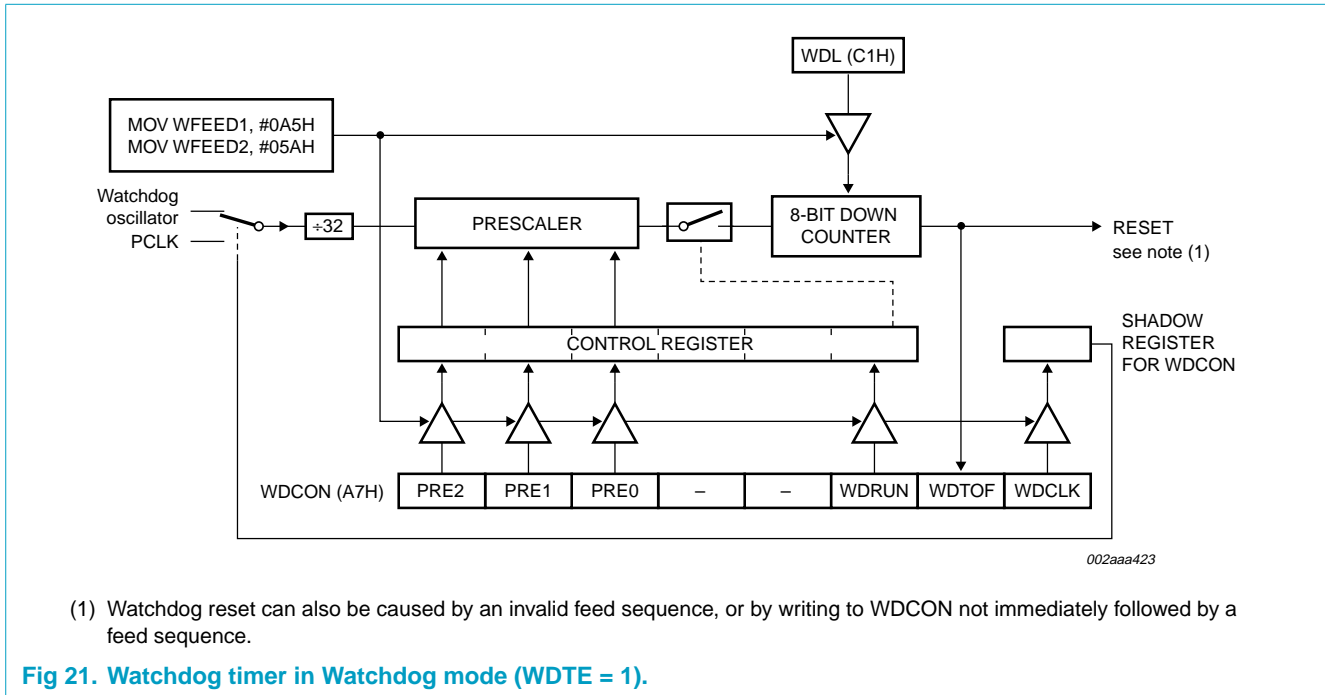 WDL (C1H)
MOV WFEED1, #0A5H
MOV WFEED2, #05AH
Watchdog
oscillator
PCLK
÷32
PRESCALER
8-BIT DOWN
COUNTER
RESET
see note (1)
CONTROL REGISTER
SHADOW
REGISTER
FOR WDCON
WDCON (A7H)
PRE2
PRE1
PRE0
–
–
WDRUN
WDTOF
WDCLK
002aaa423
(1) Watchdog reset can also be caused by an invalid feed sequence, or by writing to WDCON not immediately followed by a
feed sequence.
Fig 21. Watchdog timer in Watchdog mode (WDTE = 1).